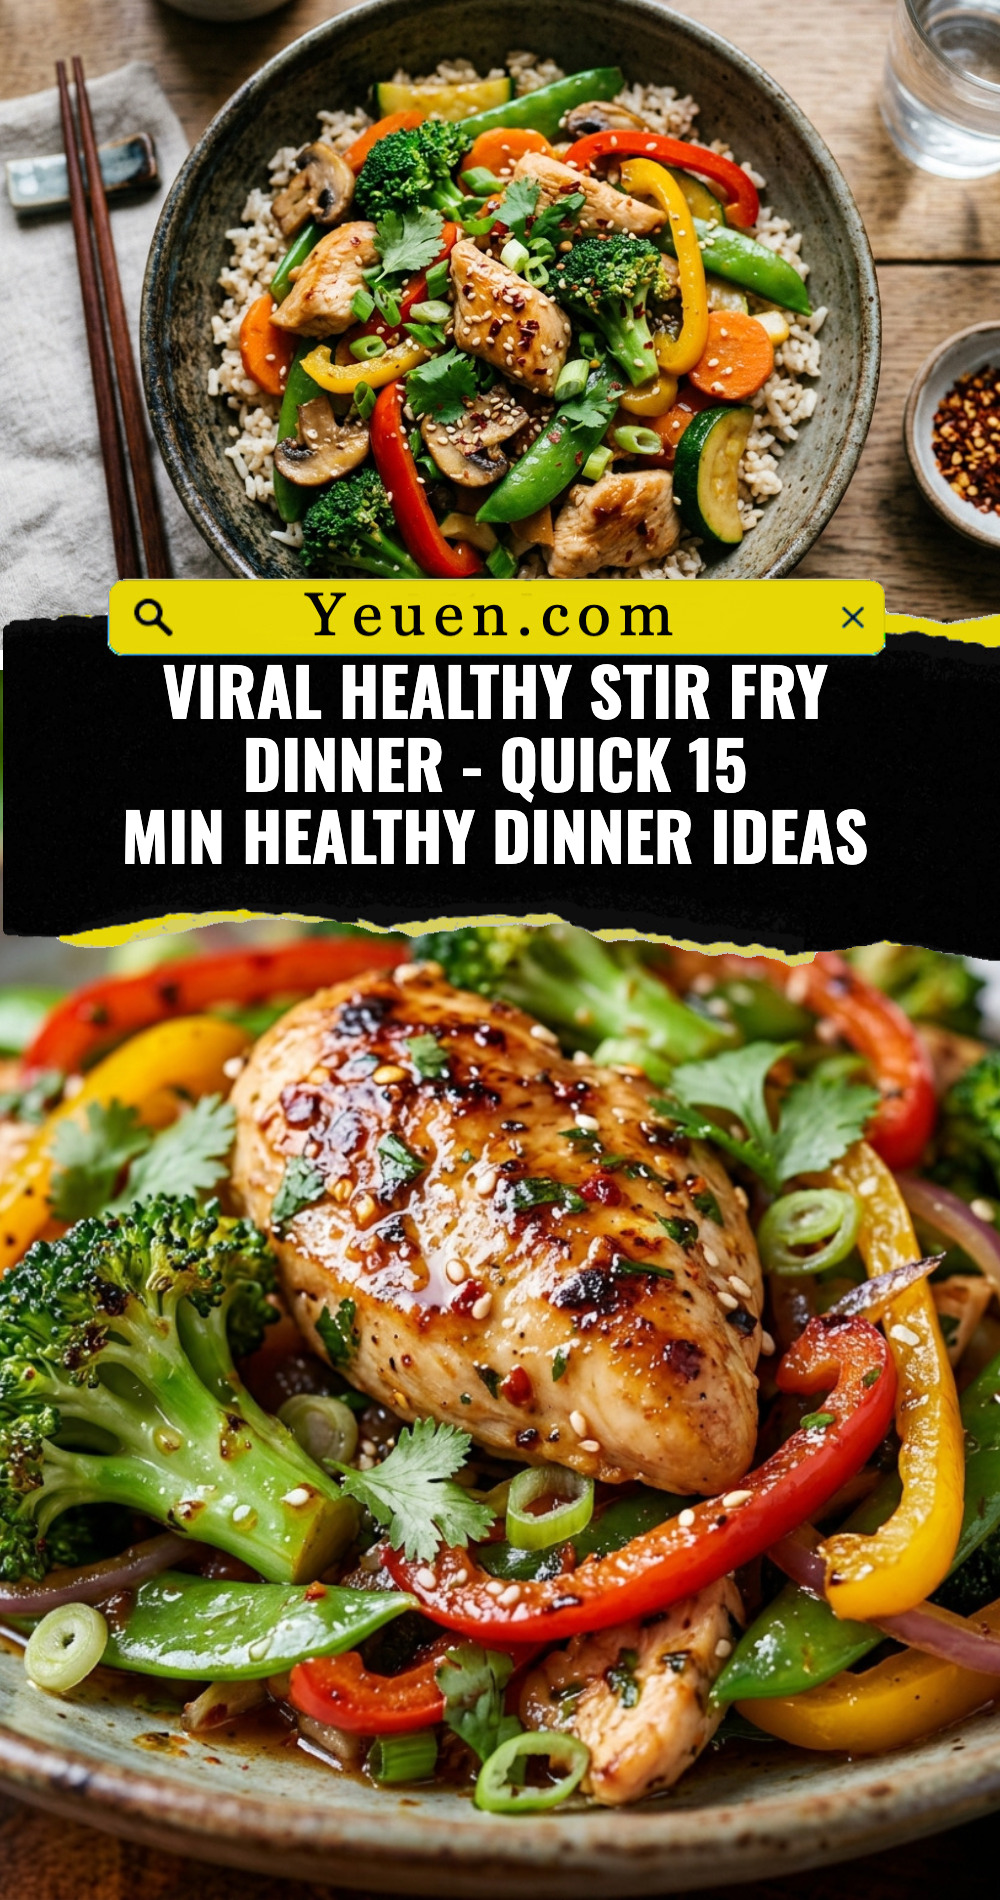 Yeuen.com
VIRAL HEALTHY STIR FRY
DINNER - QUICK 15
MIN HEALTHY DINNER IDEAS